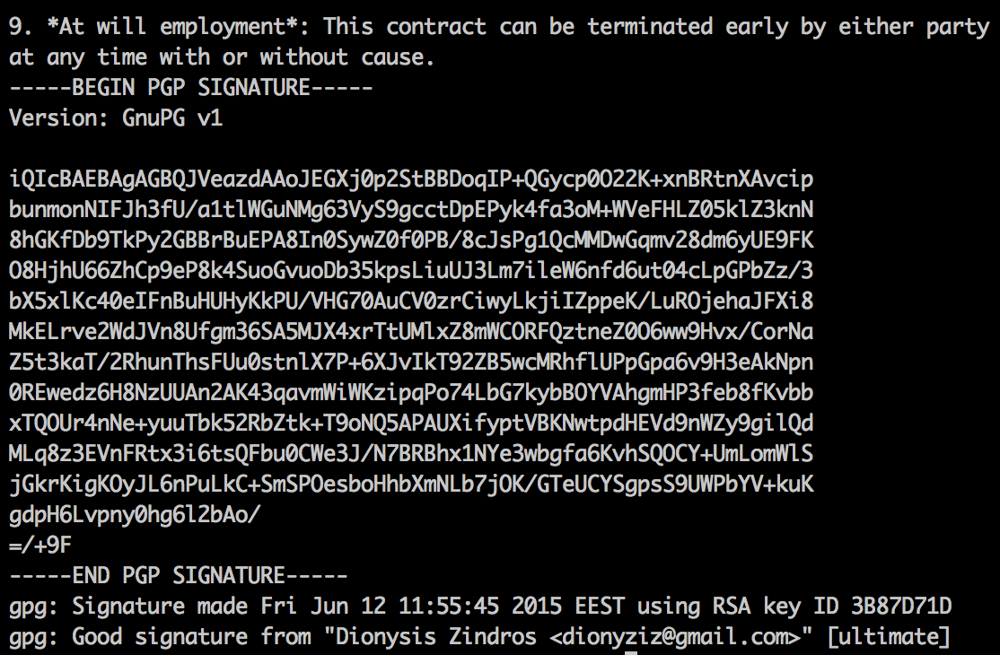 9. *At will employment*: This contract can be terminated early by either party
at any time with or without cause.
-----BEGIN PGP SIGNATURE-----
Version: GnuPG v1

iQIcBAEBAgAGBQJVeazdAAoJEGXj0p2StBBDoqIP+QGycp0O22K+xnBRtnXAvcip
bunmonNIFJh3fU/a1tlWGuNMg63VyS9gcctDpEPyk4fa3oM+WVeFHLZ05klZ3knN
8hGKfDb9TkPy2GBBrBuEPA8In0SywZ0f0PB/8cJsPg1QcMMDwGqmv28dm6yUE9FK
O8HjhU66ZhCp9eP8k4SuoGvuoDb35kpsLiuUJ3Lm7ileW6nfd6ut04cLpGPbZz/3
bX5xlKc40eIFnBuHUHyKkPU/VHG70AuCV0zrCiwyLkjiIZppeK/LuROjehaJFXi8
MkELrve2WdJVn8Ufgm36SA5MJX4xrTtUMlxZ8mWCORFQztneZ0O6ww9Hvx/CorNa
Z5t3kaT/2RhunThsFUu0stnlX7P+6XJvIkT92ZB5wcMRhflUPpGpa6v9H3eAkNpn
0REwedz6H8NzUUAn2AK43qavmWiWKzipqPo74LbG7kybBOYVAhgmHP3feb8fKvbb
xTQOUr4nNe+yuuTbk52RbZtk+T9oNQ5APAUXifyptVBKNwtpdHEVd9nWZy9gilQd
MLq8z3EVnFRtx3i6tsQFbu0CWe3J/N7BRBhx1NYe3wbgfa6KvhSQOCY+UmLomWlS
jGkrKigKOyJL6nPuLkC+SmSPOesboHhbXmNLb7jOK/GTeUCYSgpsS9UWPbYV+kuK
gdpH6Lvpny0hg6l2bAo/
=/+9F
-----END PGP SIGNATURE-----
gpg: Signature made Fri Jun 12 11:55:45 2015 EEST using RSA key ID 3B87D71D
gpg: Good signature from "Dionysis Zindros <dionyziz@gmail.com>" [ultimate]